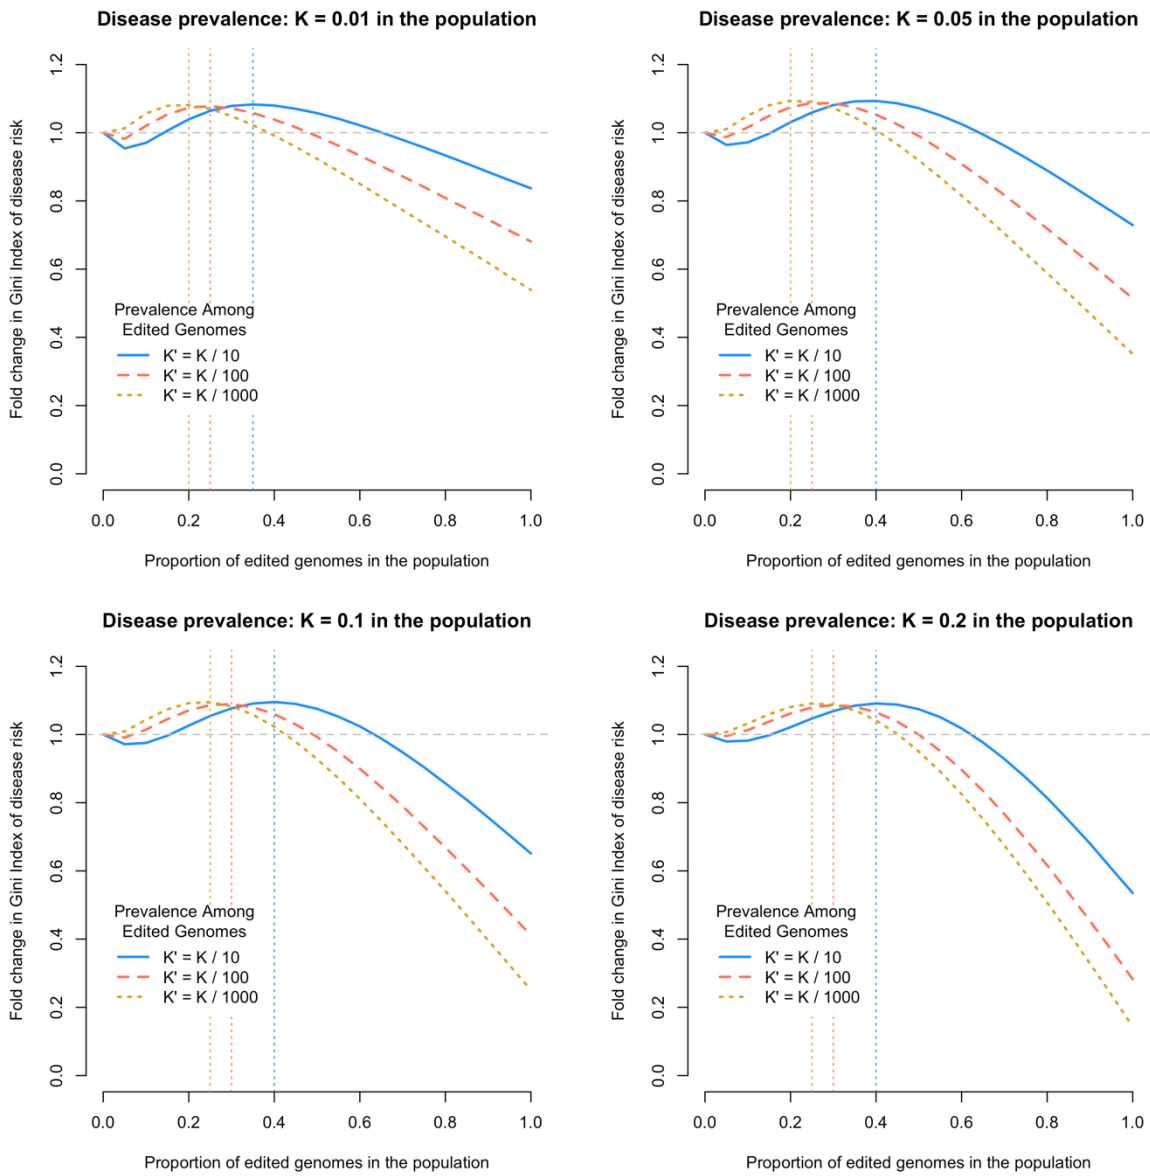 Disease prevalence: K = 0.01 in the population
Fold change in Gini Index of disease risk
1.2
1.0
0.8
0.6
0.4
0.2
0.0
Prevalence Among
Edited Genomes
K' = K / 10
K' = K / 100
K' = K / 1000
0.0 0.2 0.4 0.6 0.8 1.0
Proportion of edited genomes in the population
Disease prevalence: K = 0.05 in the population
Fold change in Gini Index of disease risk
1.2
1.0
0.8
0.6
0.4
0.2
0.0
Prevalence Among
Edited Genomes
K' = K / 10
K' = K / 100
K' = K / 1000
0.0 0.2 0.4 0.6 0.8 1.0
Proportion of edited genomes in the population
Disease prevalence: K = 0.1 in the population
Fold change in Gini Index of disease risk
1.2
1.0
0.8
0.6
0.4
0.2
0.0
Prevalence Among
Edited Genomes
K' = K / 10
K' = K / 100
K' = K / 1000
0.0 0.2 0.4 0.6 0.8 1.0
Proportion of edited genomes in the population
Disease prevalence: K = 0.2 in the population
Fold change in Gini Index of disease risk
1.2
1.0
0.8
0.6
0.4
0.2
0.0
Prevalence Among
Edited Genomes
K' = K / 10
K' = K / 100
K' = K / 1000
0.0 0.2 0.4 0.6 0.8 1.0
Proportion of edited genomes in the population